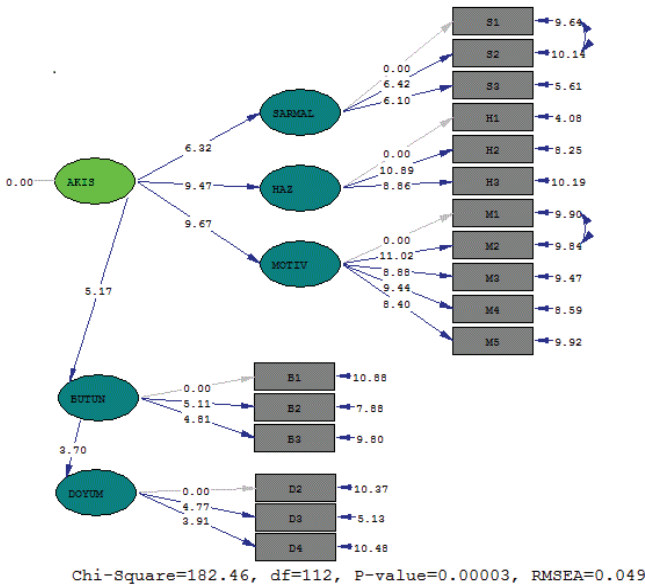 S1
9.64
0.00
S2
10.14
6.42
6.10
S3
5.61
SARMAL
H1
4.08
6.32
0.00
H2
8.25
10.89
0.00
AKIS
9.47
HAZ
8.86
H3
10.19
M1
9.90
9.67
0.00
M2
9.84
MOTIV
11.02
8.88
M3
9.47
9.44
5.17
8.40
M4
8.59
M5
9.92
B1
10.88
0.00
BUTUN
5.11
B2
7.88
4.81
B3
9.80
3.70
D2
10.37
DOYUM
0.00
4.77
D3
5.13
3.91
D4
10.48
Chi-Square=182.46, df=112, P-value=0.00003, RMSEA=0.049